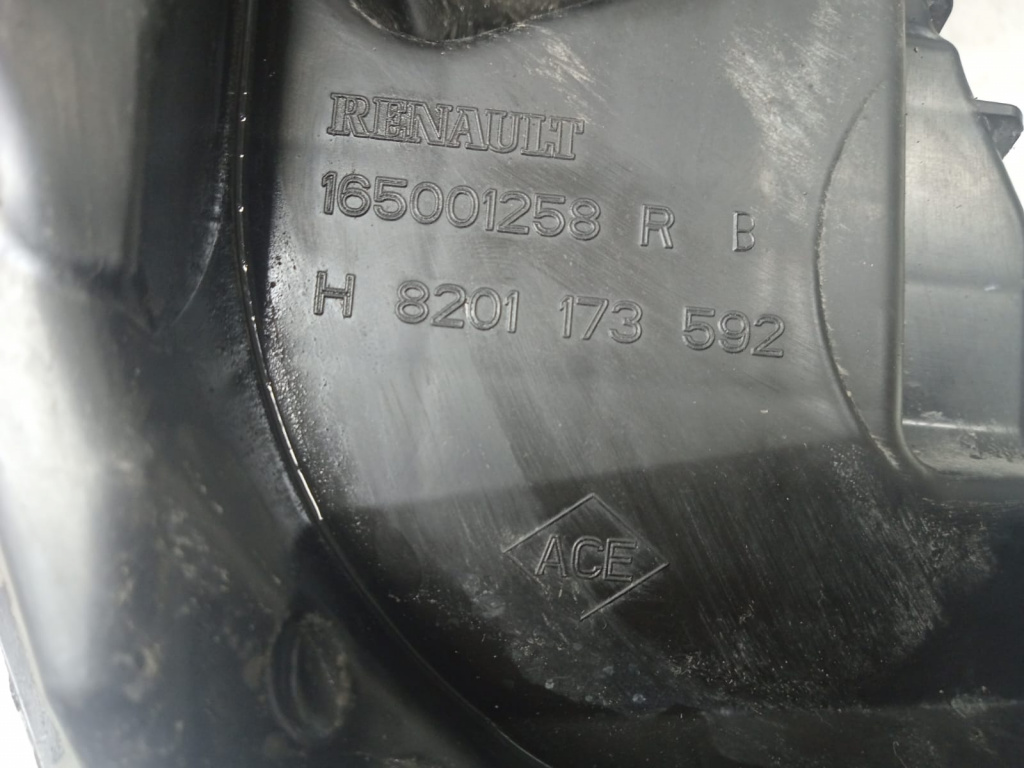 RENAULT
165001258 R B
H 8201 173 592
ACE